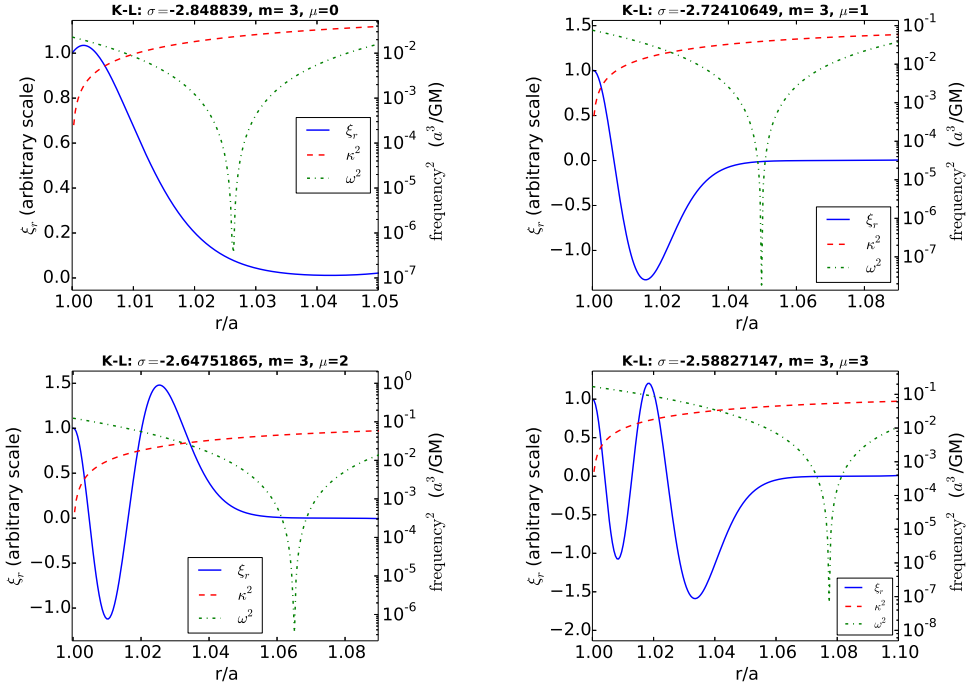 K-L: σ=-2.848839, m= 3, μ=0
ξr (arbitrary scale)
1.0
0.8
0.6
0.4
0.2
0.0
10⁻²
10⁻³
10⁻⁴
10⁻⁵
10⁻⁶
10⁻⁷
frequency² (a³/GM)
ξr
κ²
ω²
1.00 1.01 1.02 1.03 1.04 1.05
r/a
K-L: σ=-2.72410649, m= 3, μ=1
ξr (arbitrary scale)
1.5
1.0
0.5
0.0
−0.5
−1.0
10⁻¹
10⁻²
10⁻³
10⁻⁴
10⁻⁵
10⁻⁶
10⁻⁷
frequency² (a³/GM)
ξr
κ²
ω²
1.00 1.02 1.04 1.06 1.08
r/a
K-L: σ=-2.64751865, m= 3, μ=2
ξr (arbitrary scale)
1.5
1.0
0.5
0.0
−0.5
−1.0
10⁰
10⁻¹
10⁻²
10⁻³
10⁻⁴
10⁻⁵
10⁻⁶
frequency² (a³/GM)
ξr
κ²
ω²
1.00 1.02 1.04 1.06 1.08
r/a
K-L: σ=-2.58827147, m= 3, μ=3
ξr (arbitrary scale)
1.0
0.5
0.0
−0.5
−1.0
−1.5
−2.0
10⁻¹
10⁻²
10⁻³
10⁻⁴
10⁻⁵
10⁻⁶
10⁻⁷
10⁻⁸
frequency² (a³/GM)
ξr
κ²
ω²
1.00 1.02 1.04 1.06 1.08 1.10
r/a